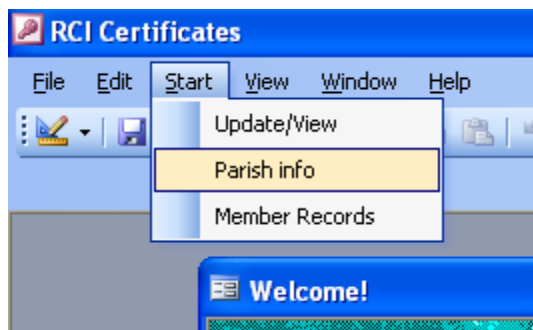 RCI Certificates
File Edit Start View Window Help
Update/View
Parish info
Member Records
Welcome!